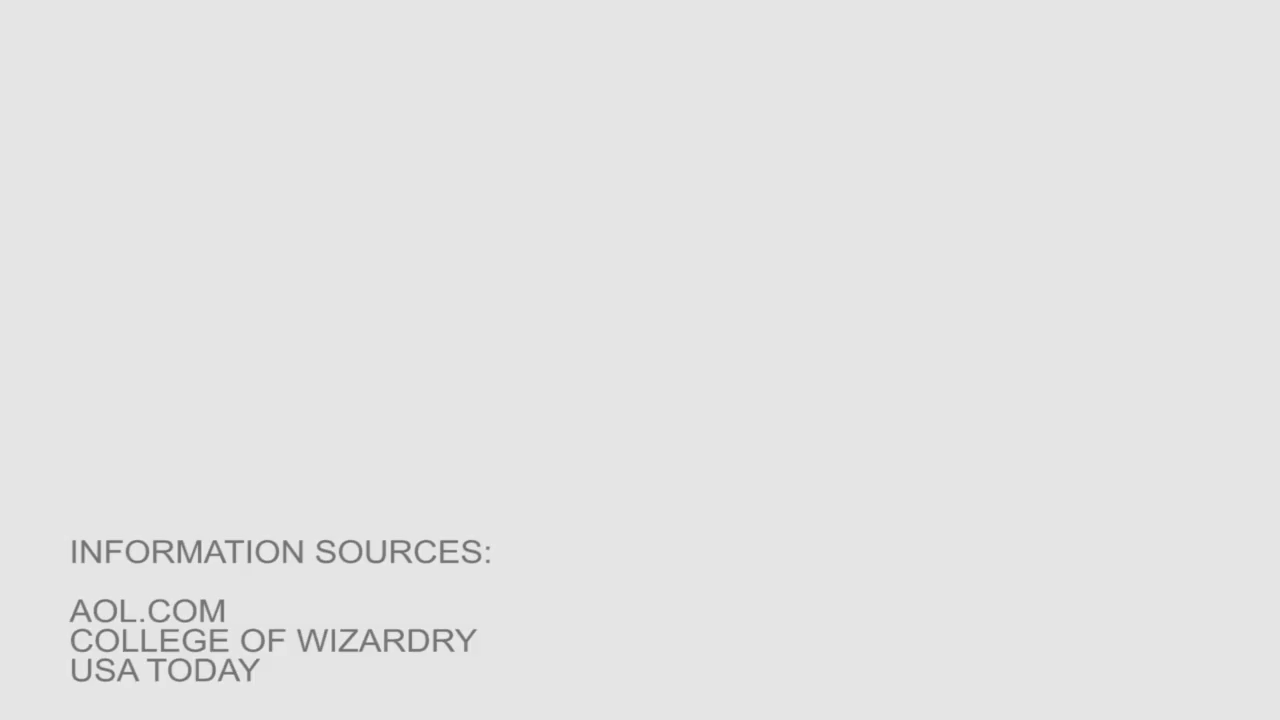 INFORMATION SOURCES:
AOL.COM
COLLEGE OF WIZARDRY
USA TODAY